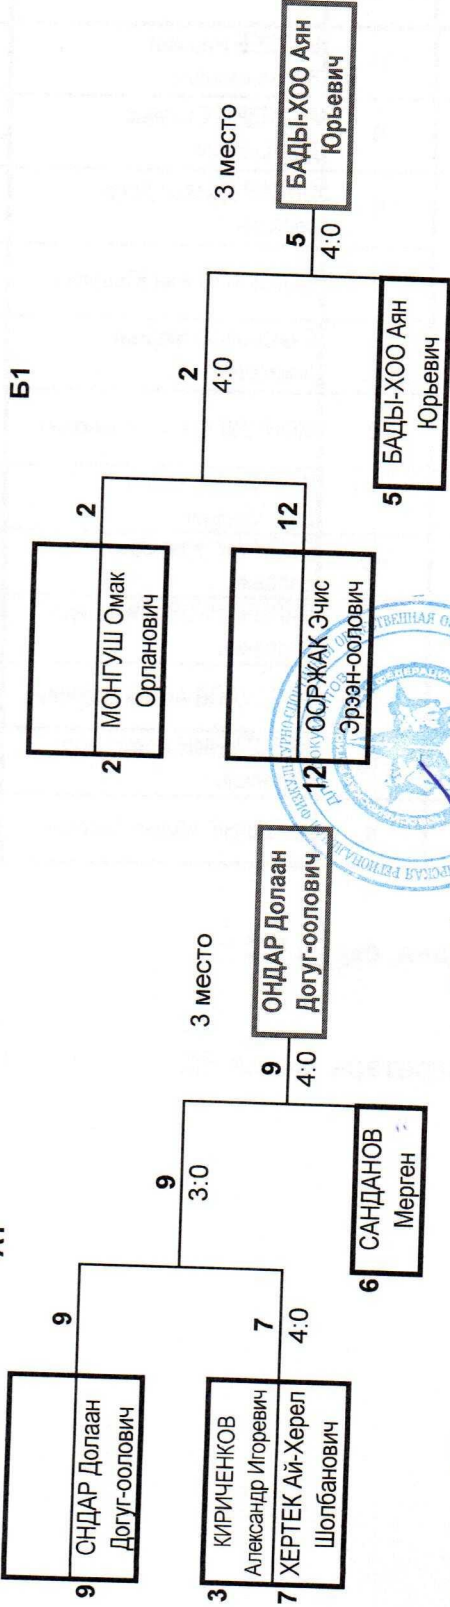 9
СНДАР Долаан
Догуг-оолович
9
3
КИРИЧЕНКОВ
Александр Игоревич
7
ХЕРТЕК Ай-Херел
Шолбанович
7
4:0
9
3:0
6
САНДАНОВ
Мерген
9
4:0
3 место
ОНДАР Долаан
Догуг-оолович
Б1
2
МОНГУШ Омак
Орланович
2
12
ООРЖАК Эчис
Эрээн-оолович
12
2
4:0
5
БАДЫ-ХОО Аян
Юрьевич
5
4:0
3 место
БАДЫ-ХОО Аян
Юрьевич